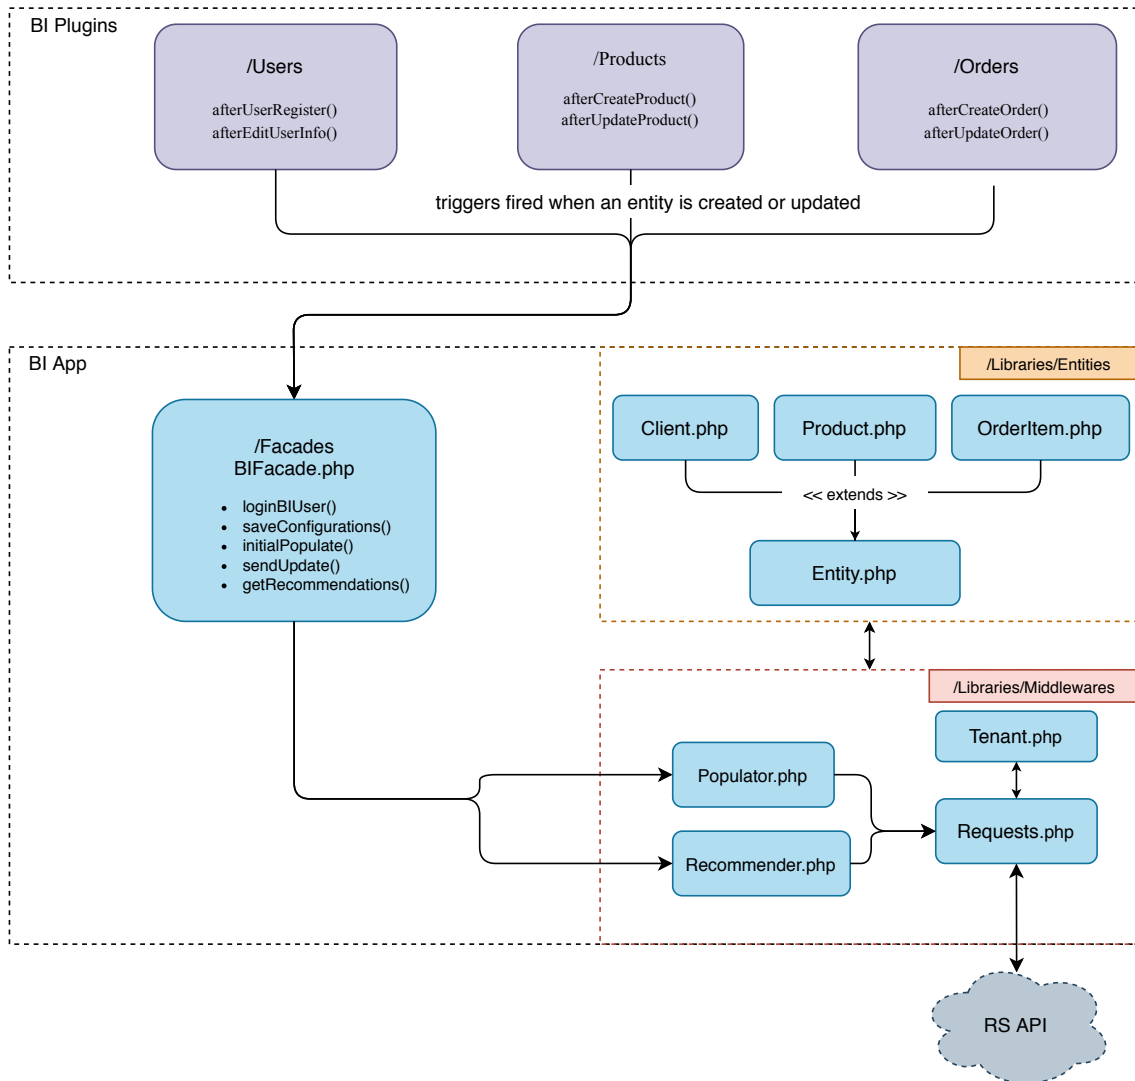 BI Plugins
/Users
afterUserRegister()
afterEditUserInfo()
/Products
afterCreateProduct()
afterUpdateProduct()
/Orders
afterCreateOrder()
afterUpdateOrder()
triggers fired when an entity is created or updated
BI App
/Facades
BIFacade.php
• loginBIUser()
• saveConfigurations()
• initialPopulate()
• sendUpdate()
• getRecommendations()
/Libraries/Entities
Client.php
Product.php
OrderItem.php
<< extends >>
Entity.php
/Libraries/Middlewares
Tenant.php
Populator.php
Requests.php
Recommender.php
RS API